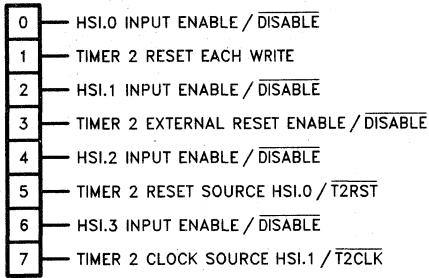 0 HSI.0 INPUT ENABLE / DISABLE
1 TIMER 2 RESET EACH WRITE
2 HSI.1 INPUT ENABLE / DISABLE
3 TIMER 2 EXTERNAL RESET ENABLE / DISABLE
4 HSI.2 INPUT ENABLE / DISABLE
5 TIMER 2 RESET SOURCE HSI.0 / T2RST
6 HSI.3 INPUT ENABLE / DISABLE
7 TIMER 2 CLOCK SOURCE HSI.1 / T2CLK